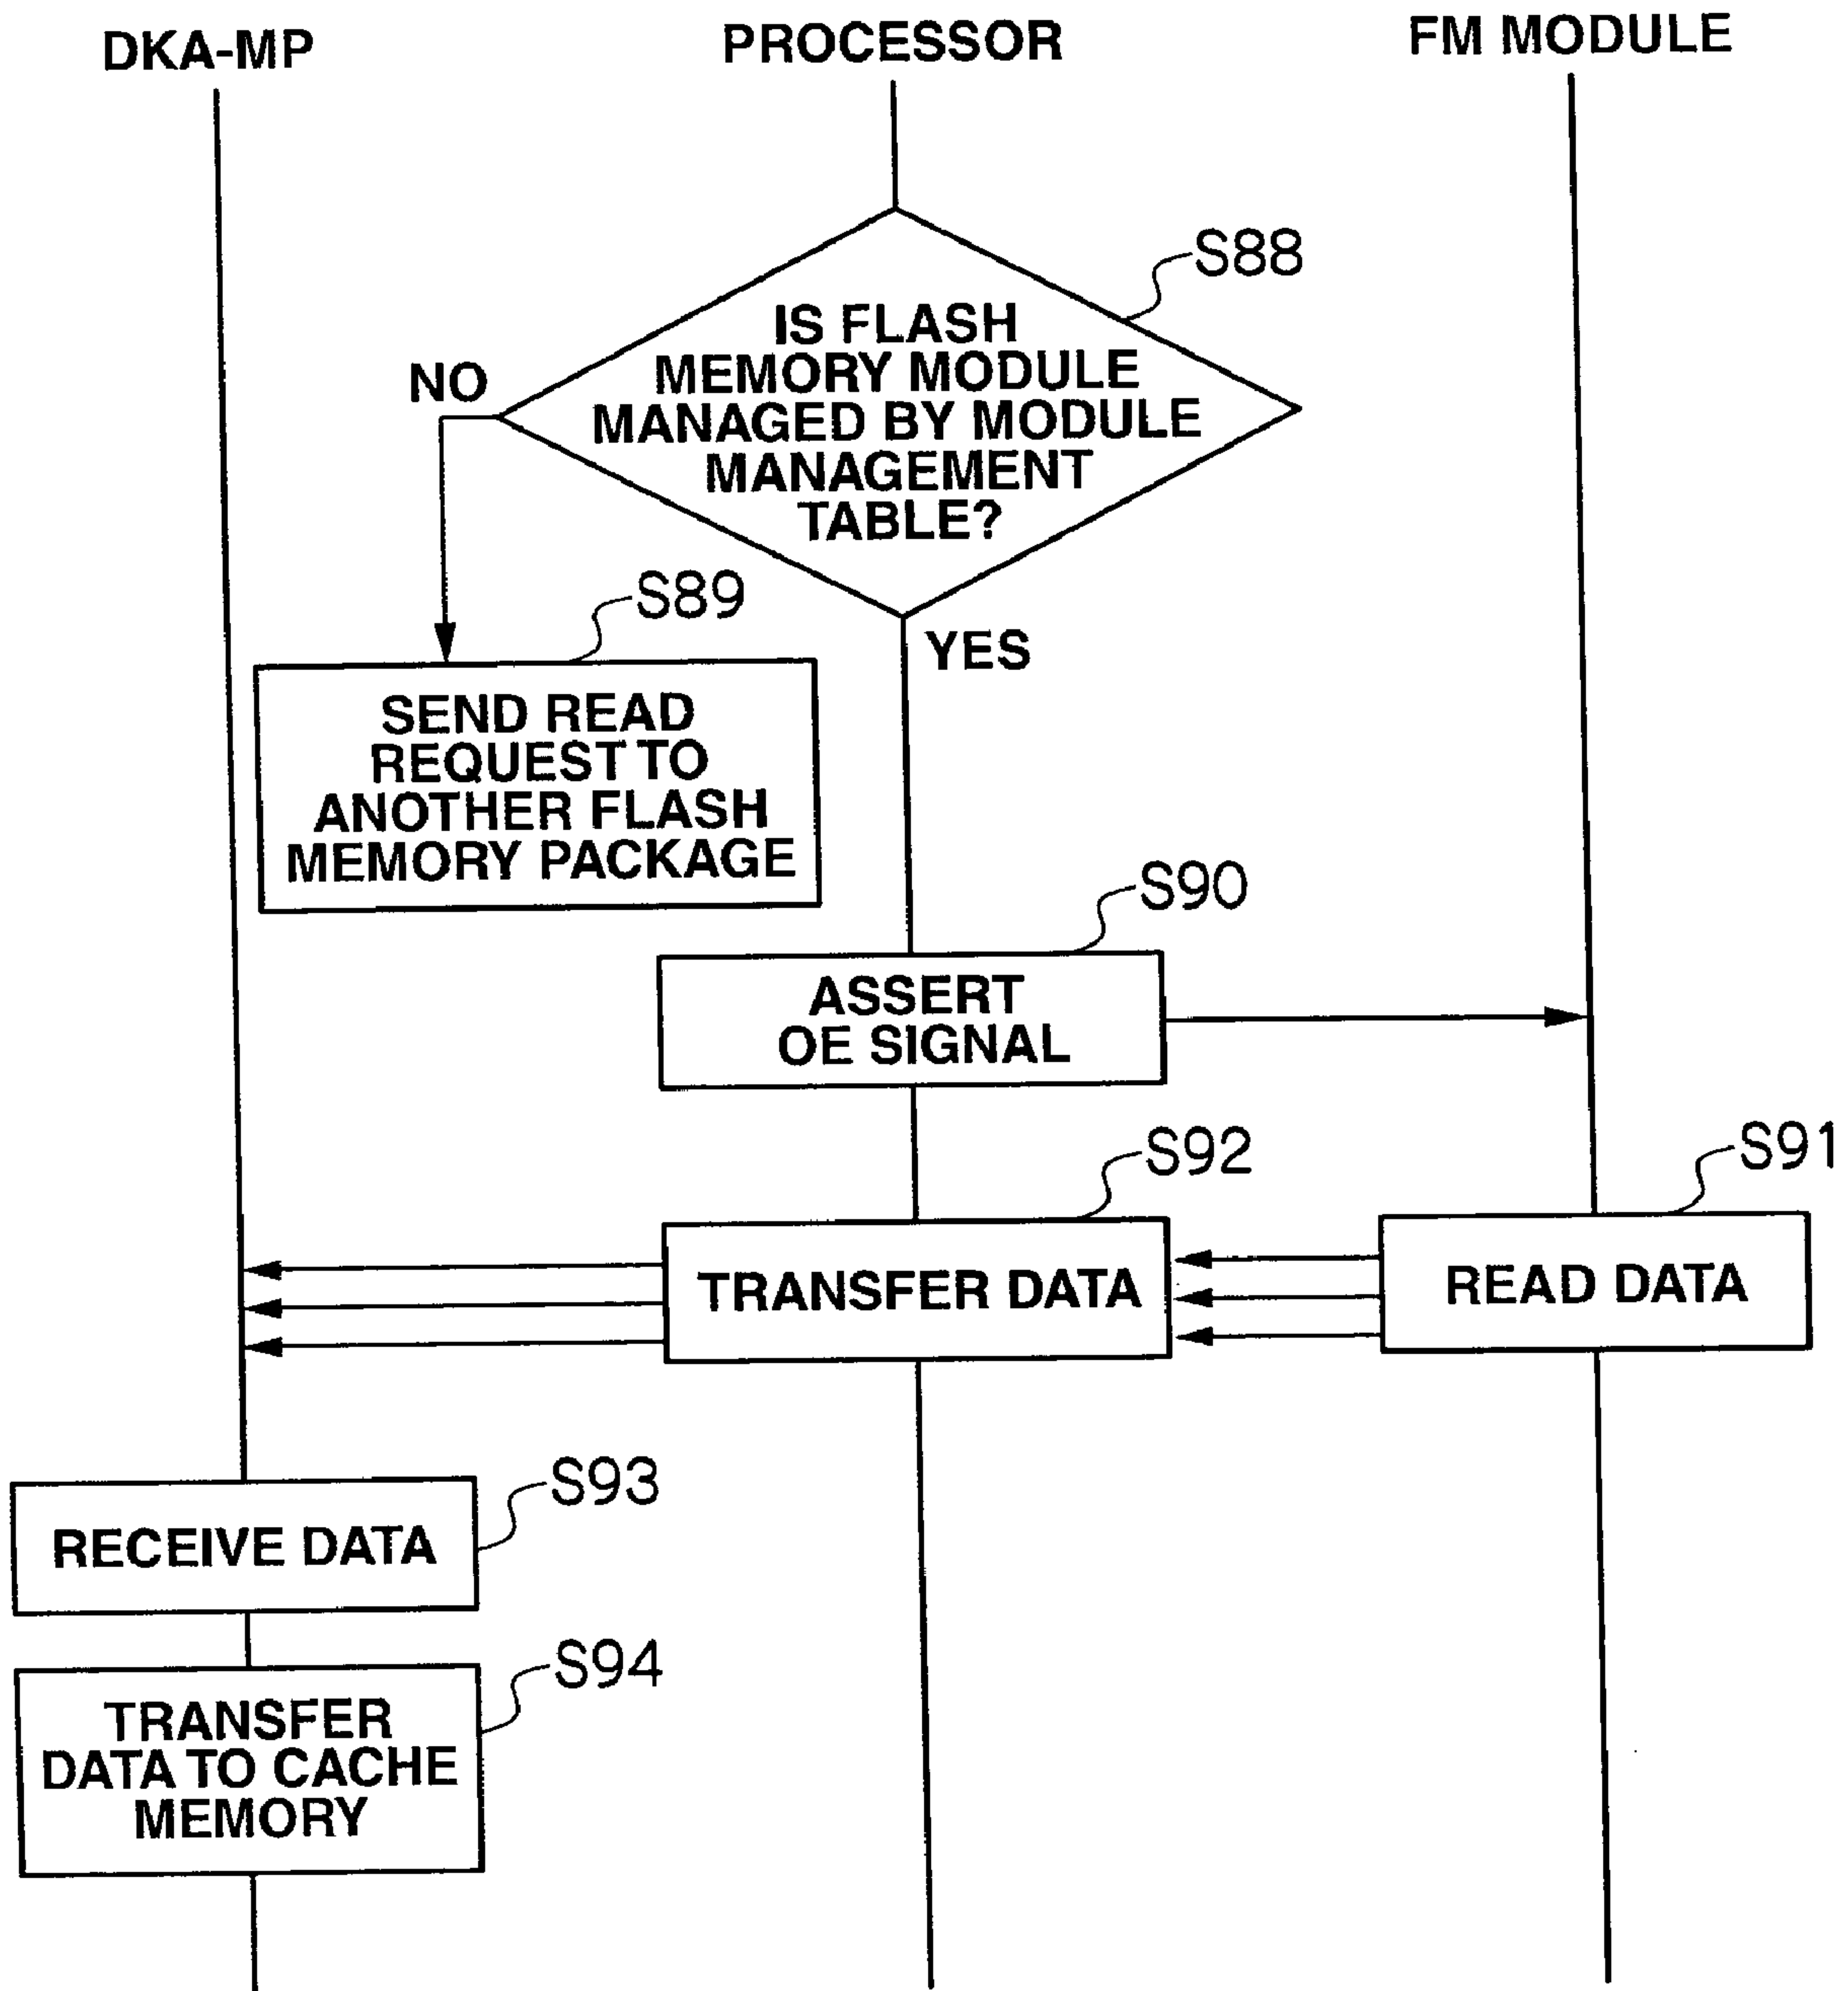 DKA-MP
PROCESSOR
FM MODULE
S88
IS FLASH
MEMORY MODULE
MANAGED BY MODULE
MANAGEMENT
TABLE?
NO
YES
S89
SEND READ
REQUEST TO
ANOTHER FLASH
MEMORY PACKAGE
S90
ASSERT
OE SIGNAL
S92
TRANSFER DATA
S91
READ DATA
S93
RECEIVE DATA
S94
TRANSFER
DATA TO CACHE
MEMORY